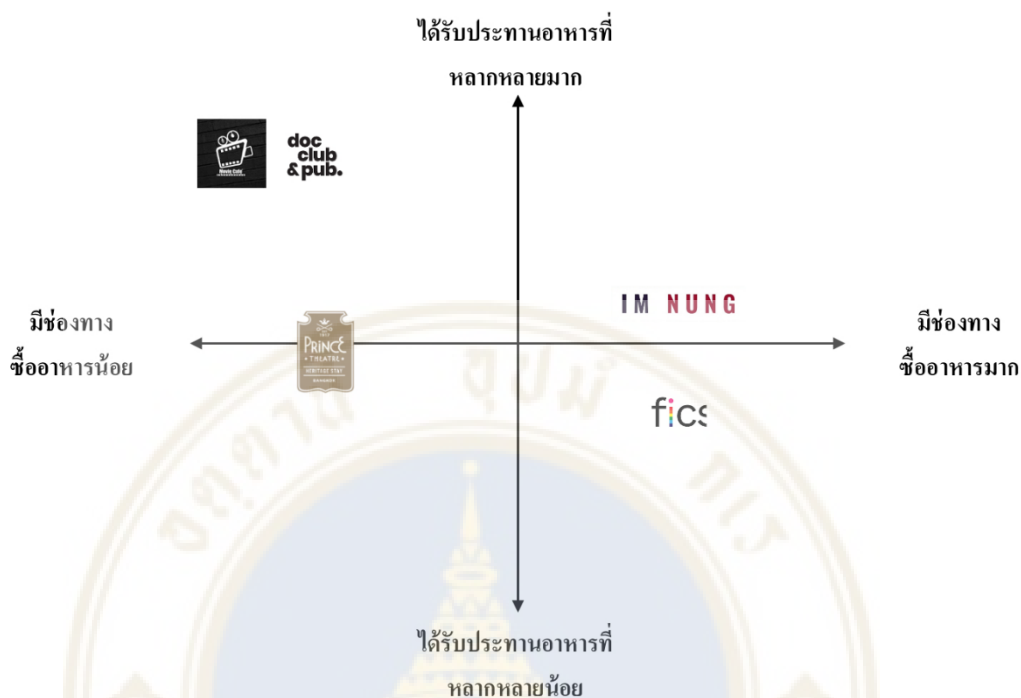 ได้รับประทานอาหารที่
หลากหลายมาก
Movie Café
doc
club
& pub.
IM NUNG
มีช่องทาง
ซื้ออาหารน้อย
PRINCE
THEATRE
HERITAGE STAY
มีช่องทาง
ซื้ออาหารมาก
fics
ได้รับประทานอาหารที่
หลากหลายน้อย